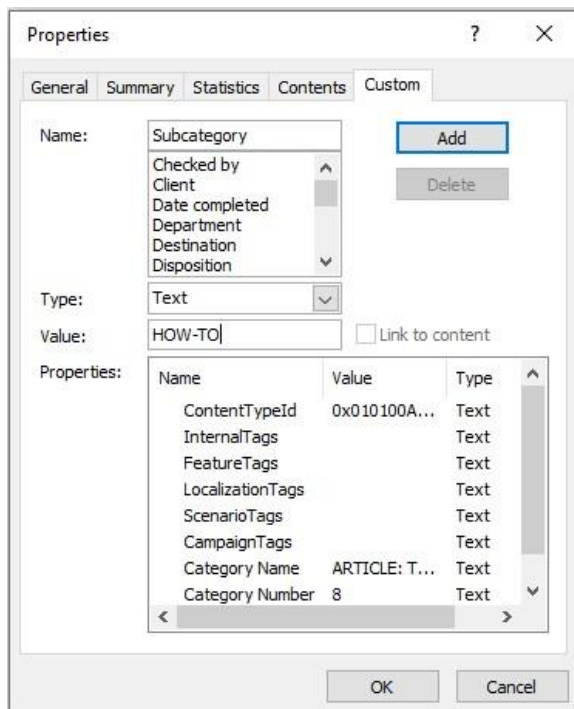 Properties ?
General Summary Statistics Contents Custom
Name: Subcategory Add
Checked by
Client
Date completed
Department
Destination
Disposition
Delete
Type: Text
Value: HOW-TO Link to content
Properties:
Name Value Type
ContentTypeId 0x010100A... Text
InternalTags Text
FeatureTags Text
LocalizationTags Text
ScenarioTags Text
CampaignTags Text
Category Name ARTICLE: T... Text
Category Number 8 Text
OK Cancel